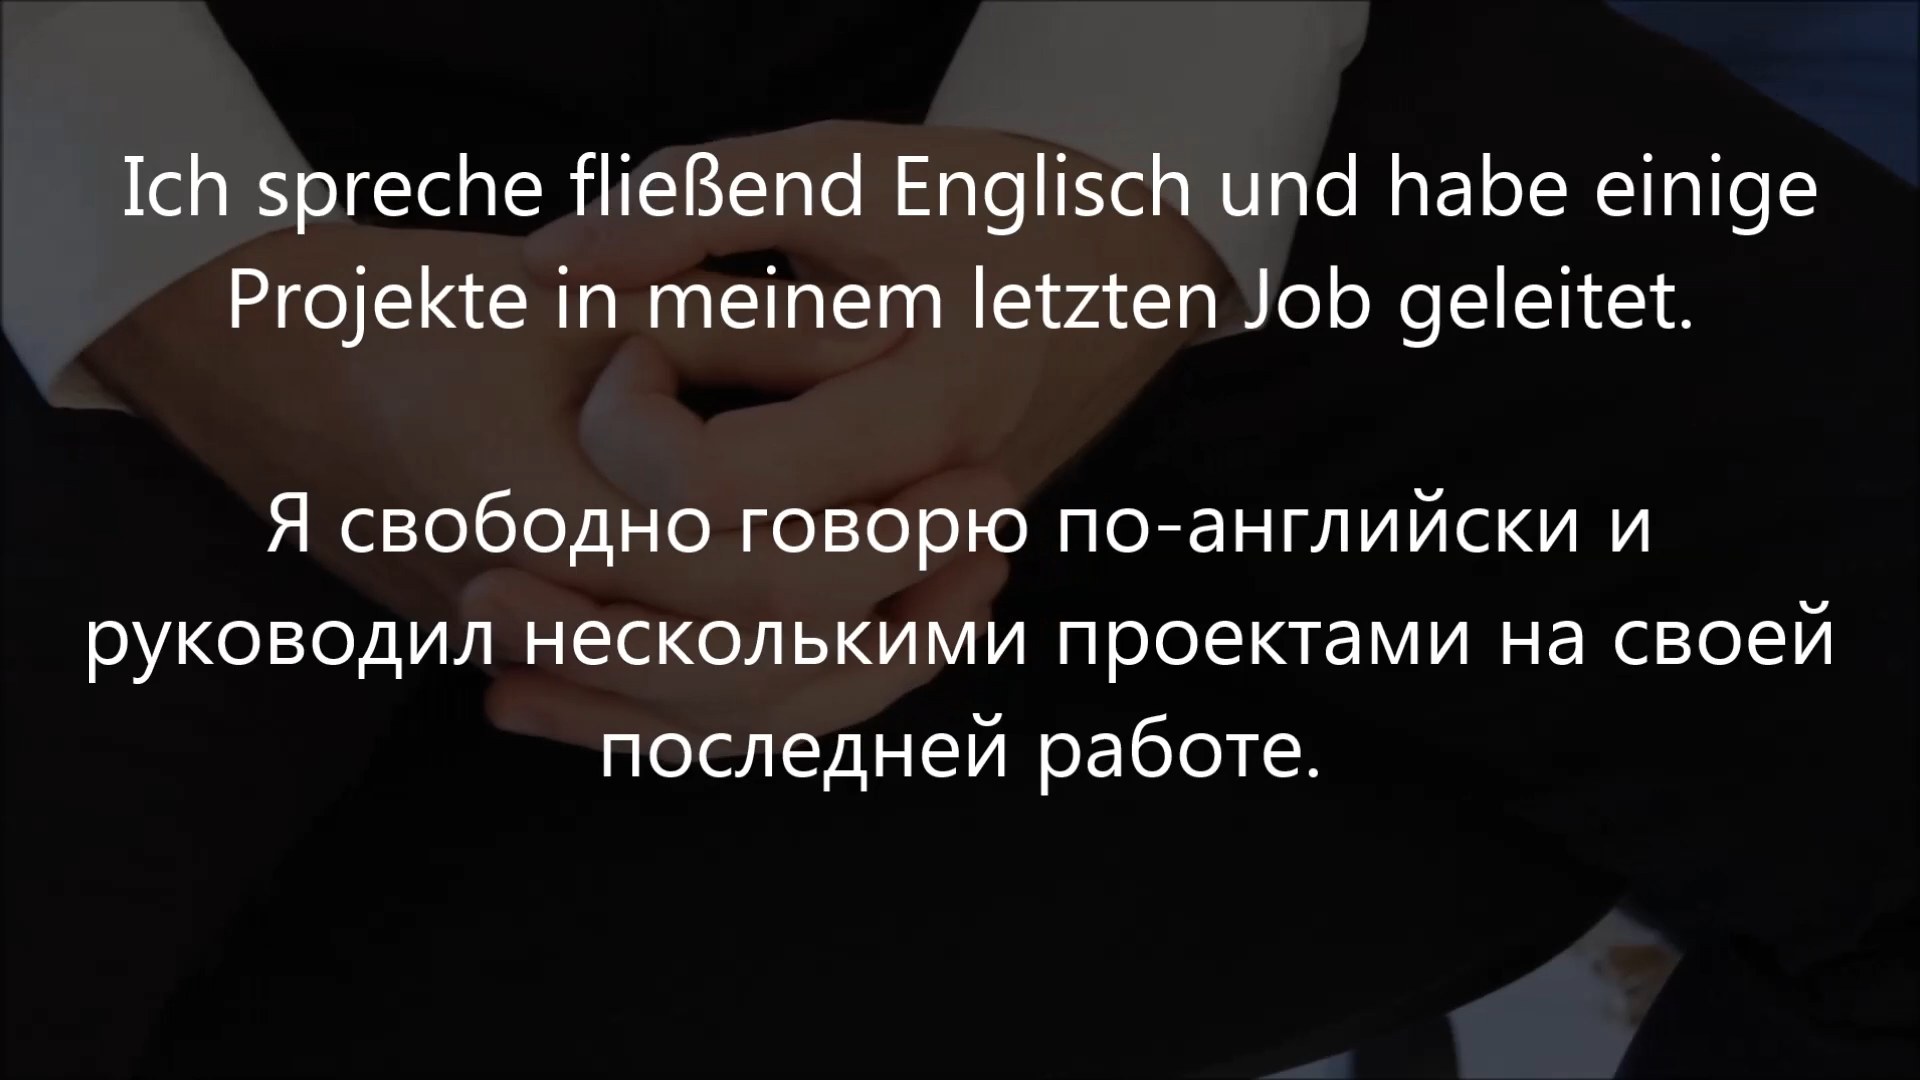 Ich spreche fließend Englisch und habe einige
Projekte in meinem letzten Job geleitet.
Я свободно говорю по-английски и
руководил несколькими проектами на своей
последней работе.